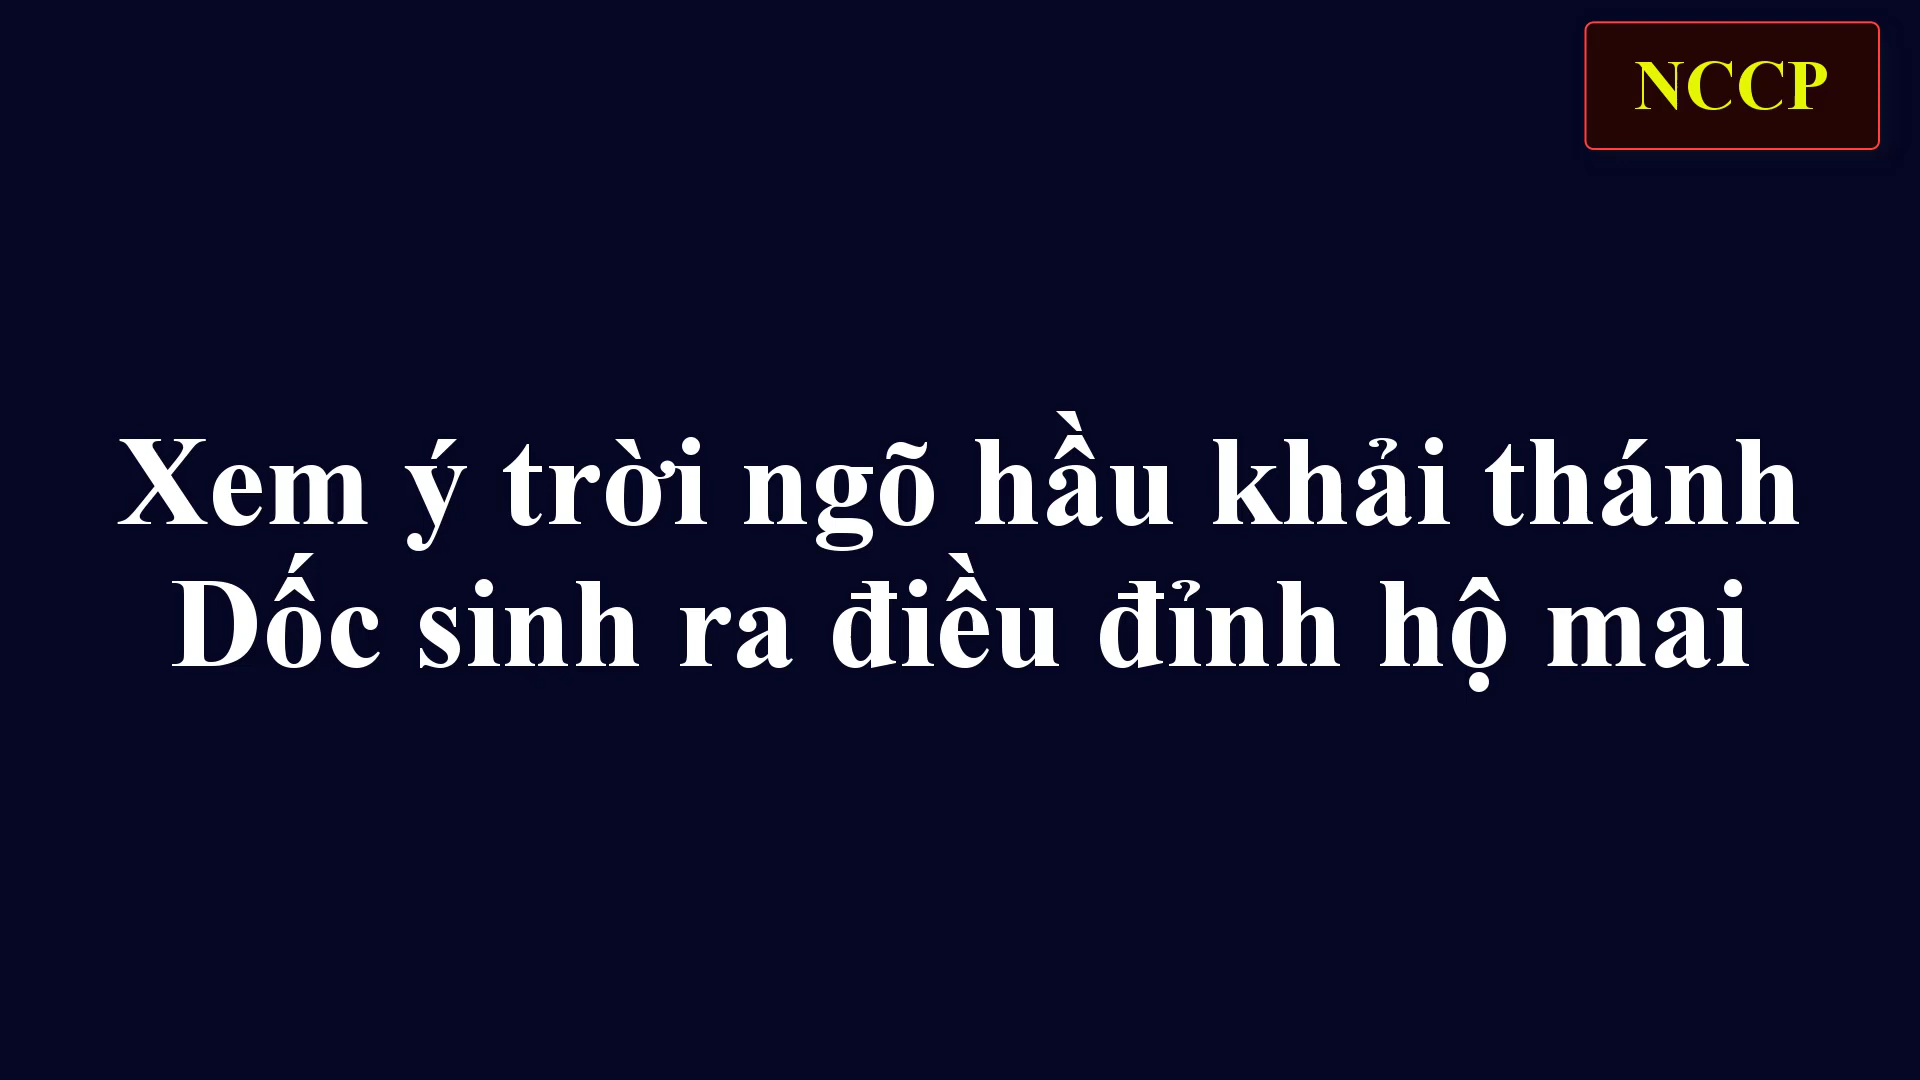 NCCP
Xem ý trời ngõ hầu khải thánh
Dốc sinh ra điều đỉnh hộ mai